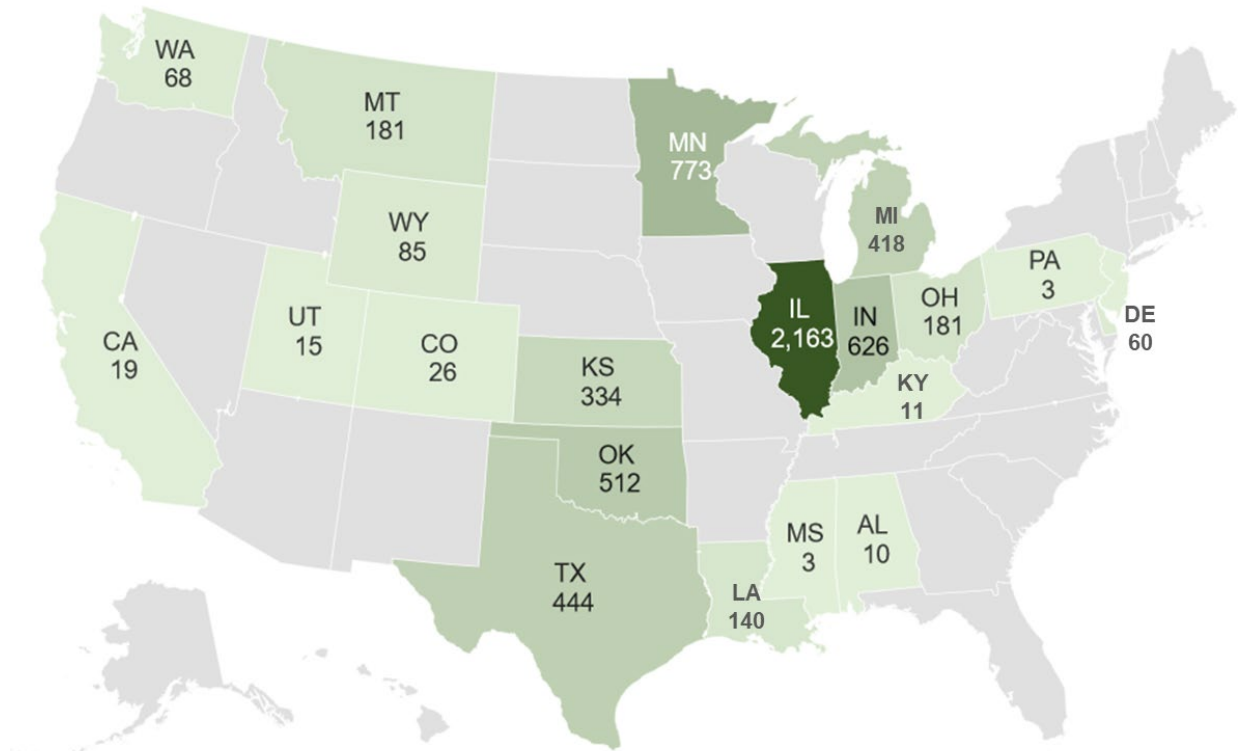 WA
68
MT
181
MN
773
WY
85
MI
418
UT
15
CO
26
CA
19
KS
334
IL
2,163
IN
626
OH
181
PA
3
DE
60
KY
11
OK
512
TX
444
LA
140
MS
3
AL
10